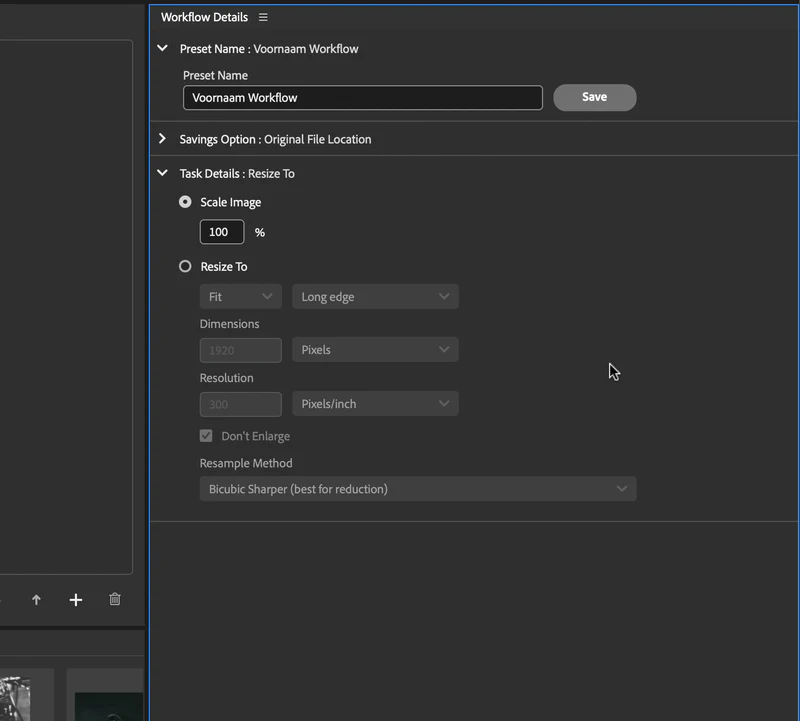 Workflow Details
Preset Name : Voornaam Workflow
Preset Name
Voornaam Workflow
Save
Savings Option : Original File Location
Task Details : Resize To
Scale Image
100 %
Resize To
Fit Long edge
Dimensions
1920 Pixels
Resolution
300 Pixels/inch
Don't Enlarge
Resample Method
Bicubic Sharper (best for reduction)